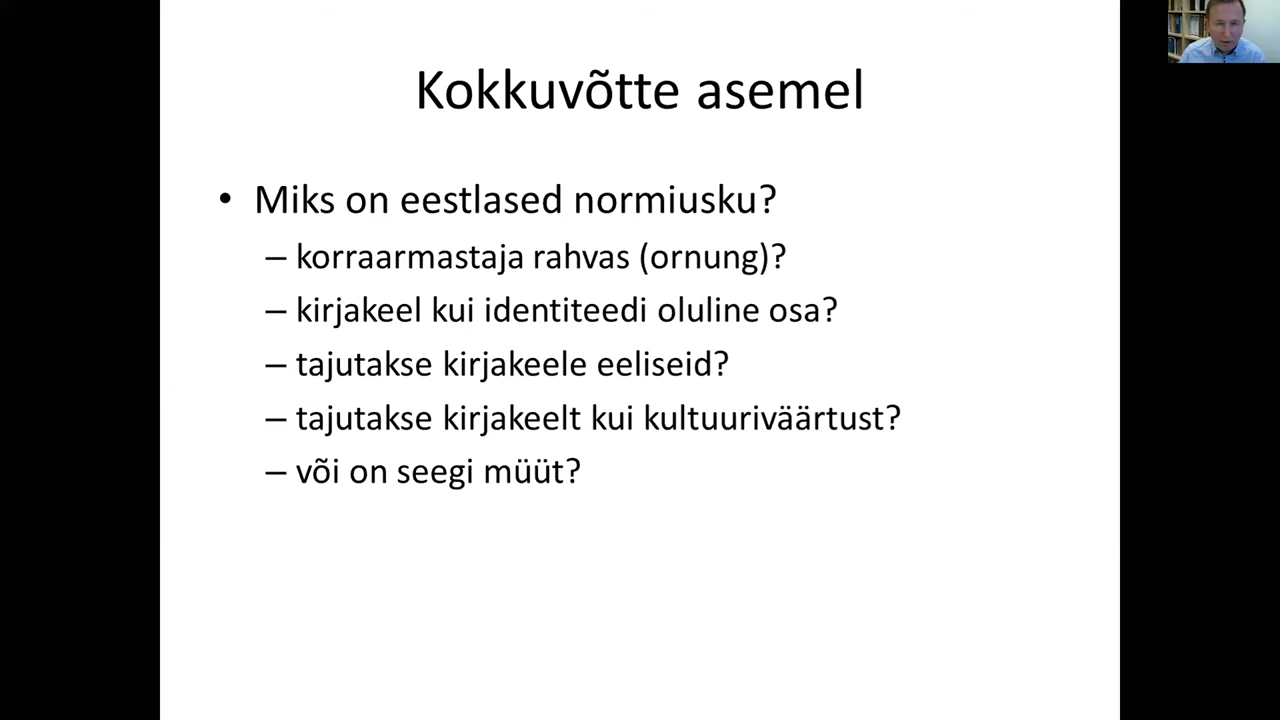 Kokkuvõtte asemel
• Miks on eestlased normiusku?
– korraarmastaja rahvas (ornung)?
– kirjakeel kui identiteedi oluline osa?
– tajutakse kirjakeele eeliseid?
– tajutakse kirjakeelt kui kultuuriväärtust?
– või on seegi müüt?